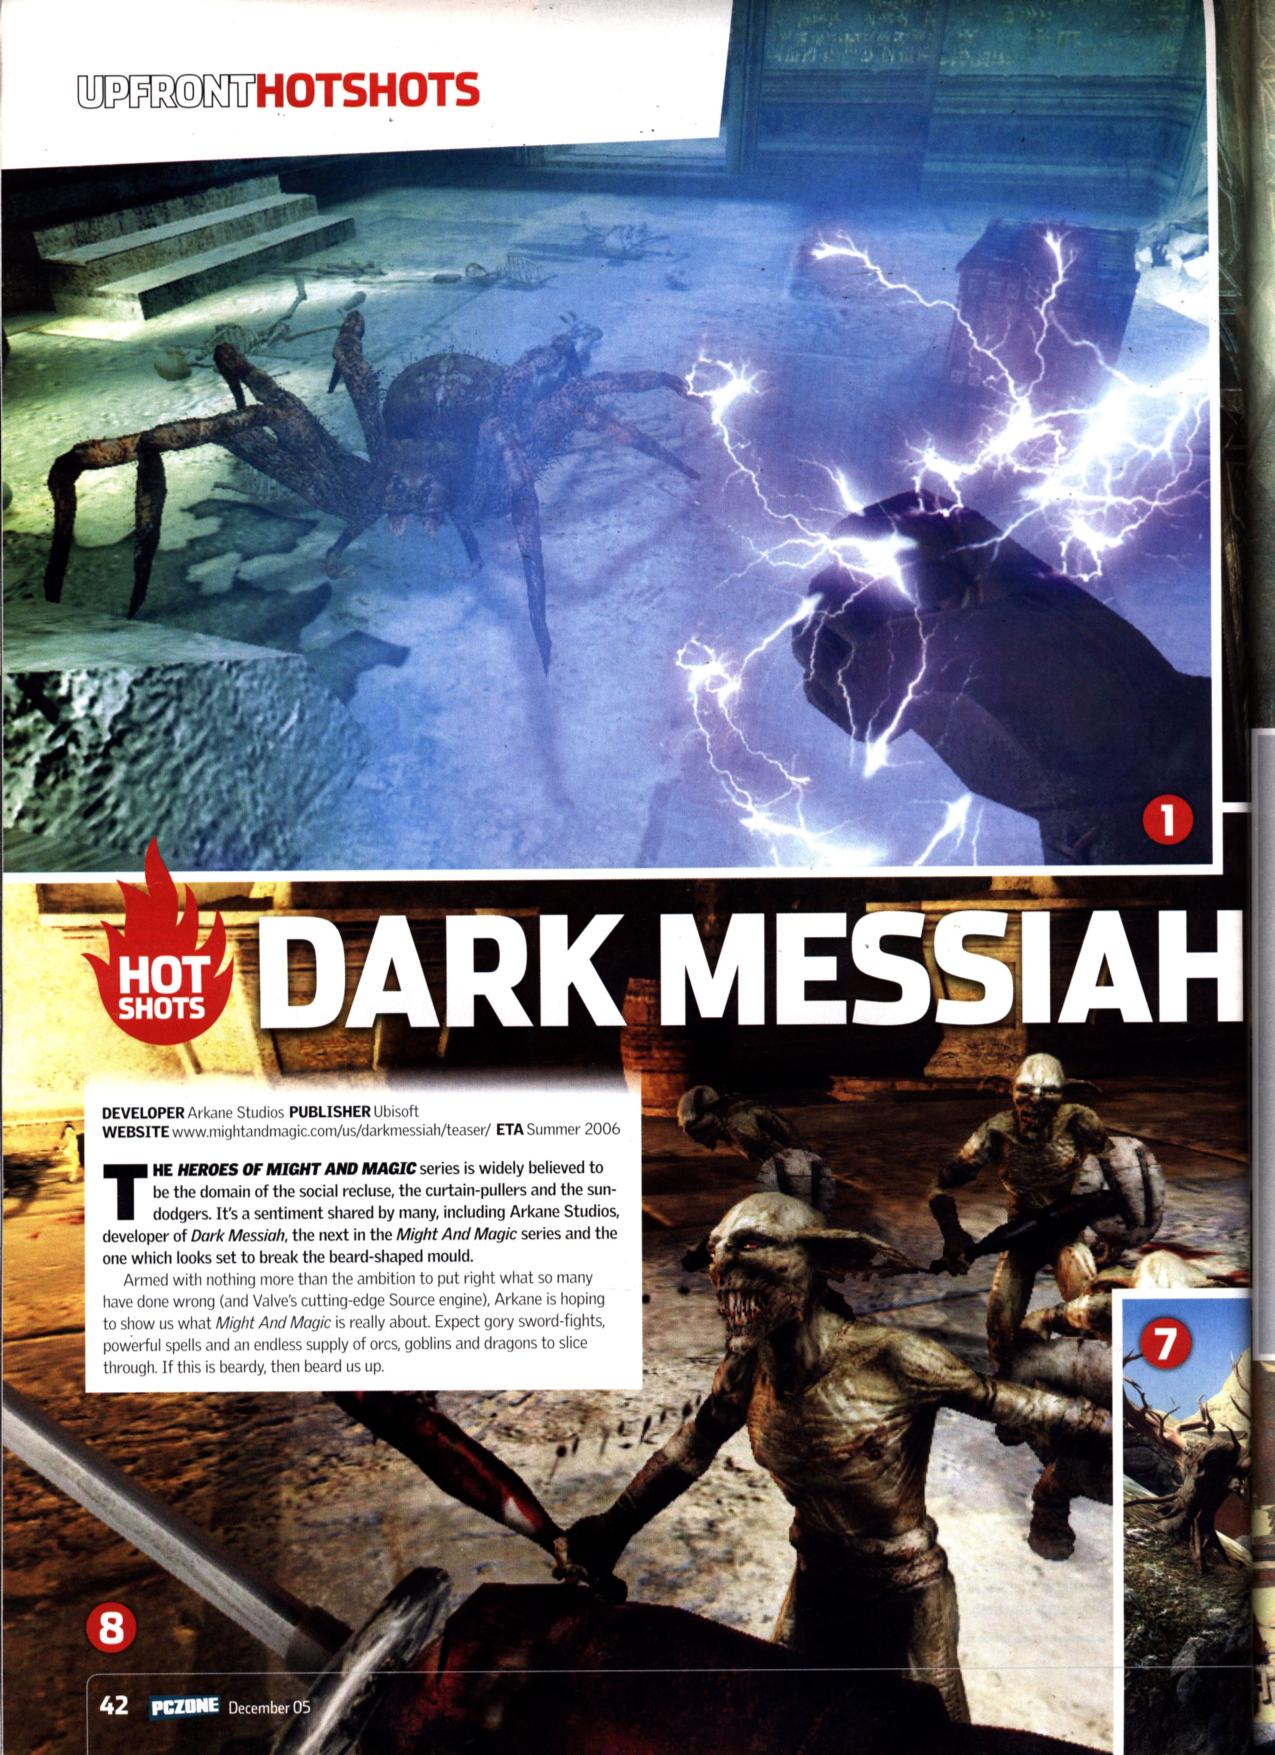 UPFRONTHOTSHOTS
1
HOT
SHOTS
DARK MESSIAH
DEVELOPER Arkane Studios PUBLISHER Ubisoft
WEBSITE www.mightandmagic.com/us/darkmessiah/teaser/ ETA Summer 2006
THE HEROES OF MIGHT AND MAGIC series is widely believed to
be the domain of the social recluse, the curtain-pullers and the sun-
dodgers. It's a sentiment shared by many, including Arkane Studios,
developer of Dark Messiah, the next in the Might And Magic series and the
one which looks set to break the beard-shaped mould.
Armed with nothing more than the ambition to put right what so many
have done wrong (and Valve's cutting-edge Source engine), Arkane is hoping
to show us what Might And Magic is really about. Expect gory sword-fights,
powerful spells and an endless supply of orcs, goblins and dragons to slice
through. If this is beardy, then beard us up.
7
8
42 PCZONE December 05